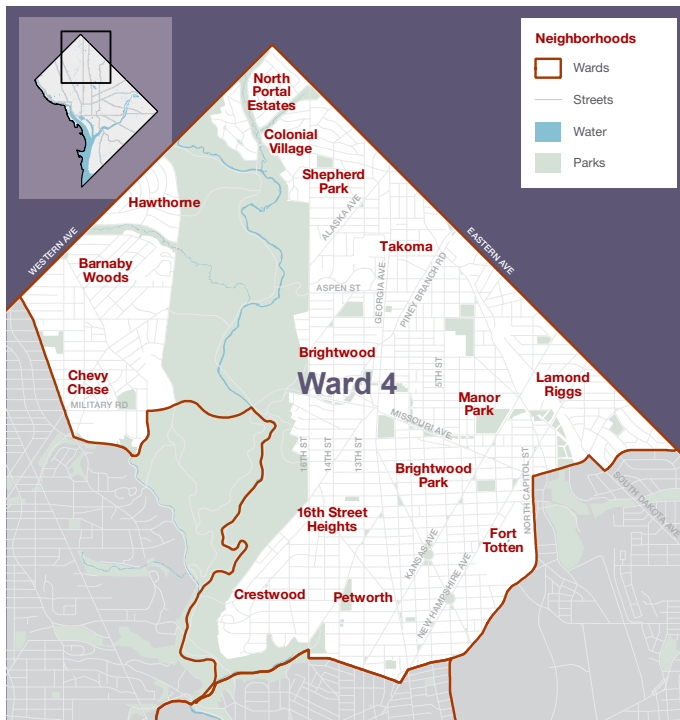 Neighborhoods
Wards
Streets
Water
Parks
North
Portal
Estates
Colonial
Village
Shepherd
Park
Hawthorne
ALASKA AVE
Takoma
WESTERN AVE
EASTERN AVE
Barnaby
Woods
ASPEN ST
GEORGIA AVE
PINEY BRANCH RD
Brightwood
Ward 4
5TH ST
Chevy
Chase
MILITARY RD
Manor
Park
Lamond
Riggs
MISSOURI AVE
16TH ST
14TH ST
13TH ST
Brightwood
Park
NORTH CAPITOL ST
SOUTH DAKOTA AVE
16th Street
Heights
KANSAS AVE
Fort
Totten
NEW HAMPSHIRE AVE
Crestwood
Petworth